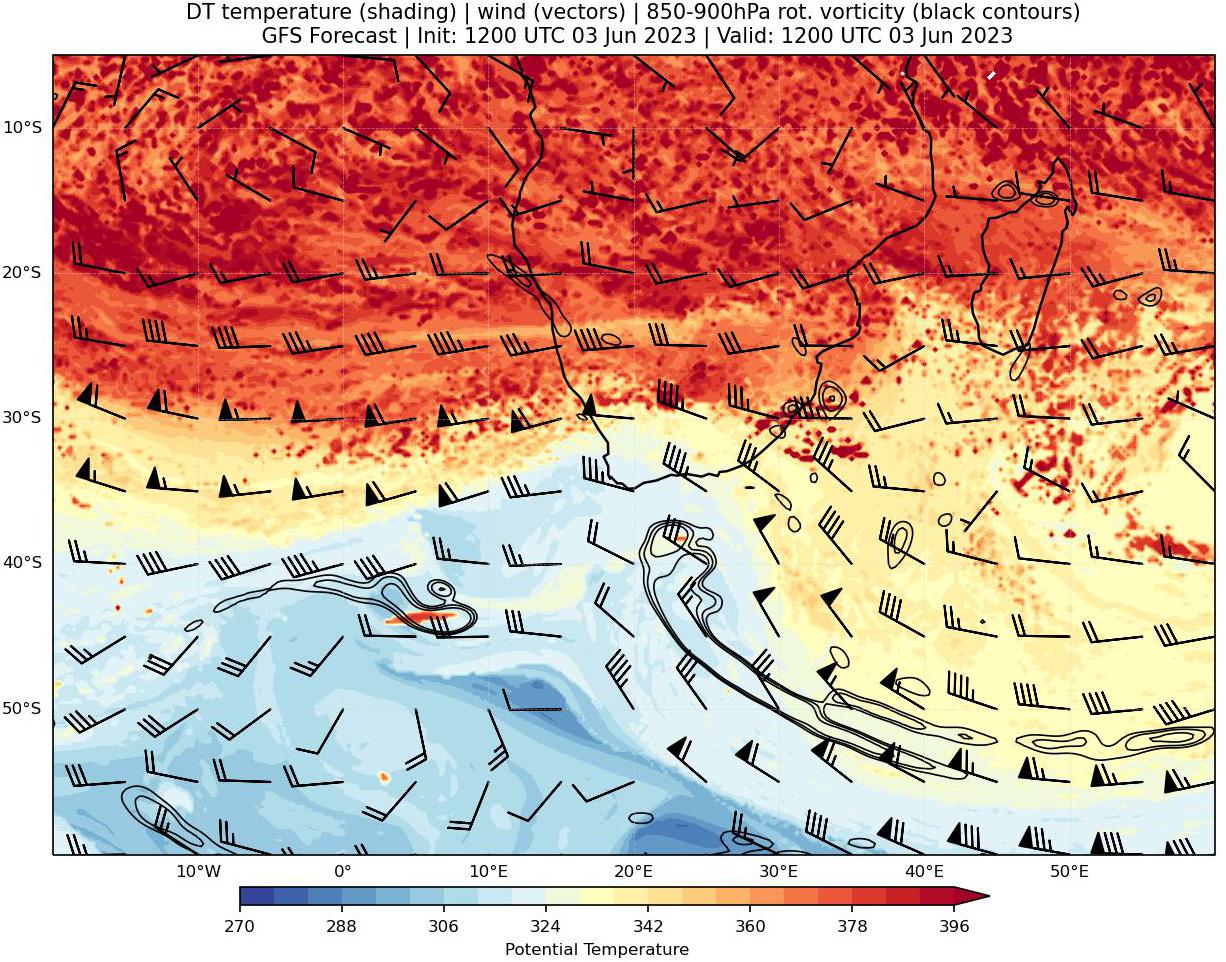 DT temperature (shading) | wind (vectors) | 850-900hPa rot. vorticity (black contours)
GFS Forecast | Init: 1200 UTC 03 Jun 2023 | Valid: 1200 UTC 03 Jun 2023
10°S
20°S
30°S
40°S
50°S
10°W 0° 10°E 20°E 30°E 40°E 50°E
270 288 306 324 342 360 378 396
Potential Temperature